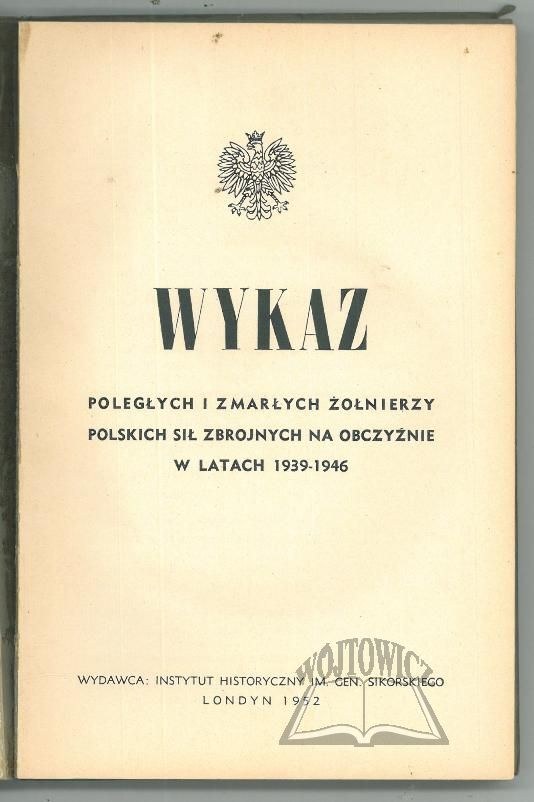 WYKAZ
POLEGŁYCH I ZMARŁYCH ŻOŁNIERZY
POLSKICH SIŁ ZBROJNYCH NA OBCZYŹNIE
W LATACH 1939-1946
WÓJTOWICZ
WYDAWCA: INSTYTUT HISTORYCZNY IM. GEN. SIKORSKIEGO
LONDYN 1952